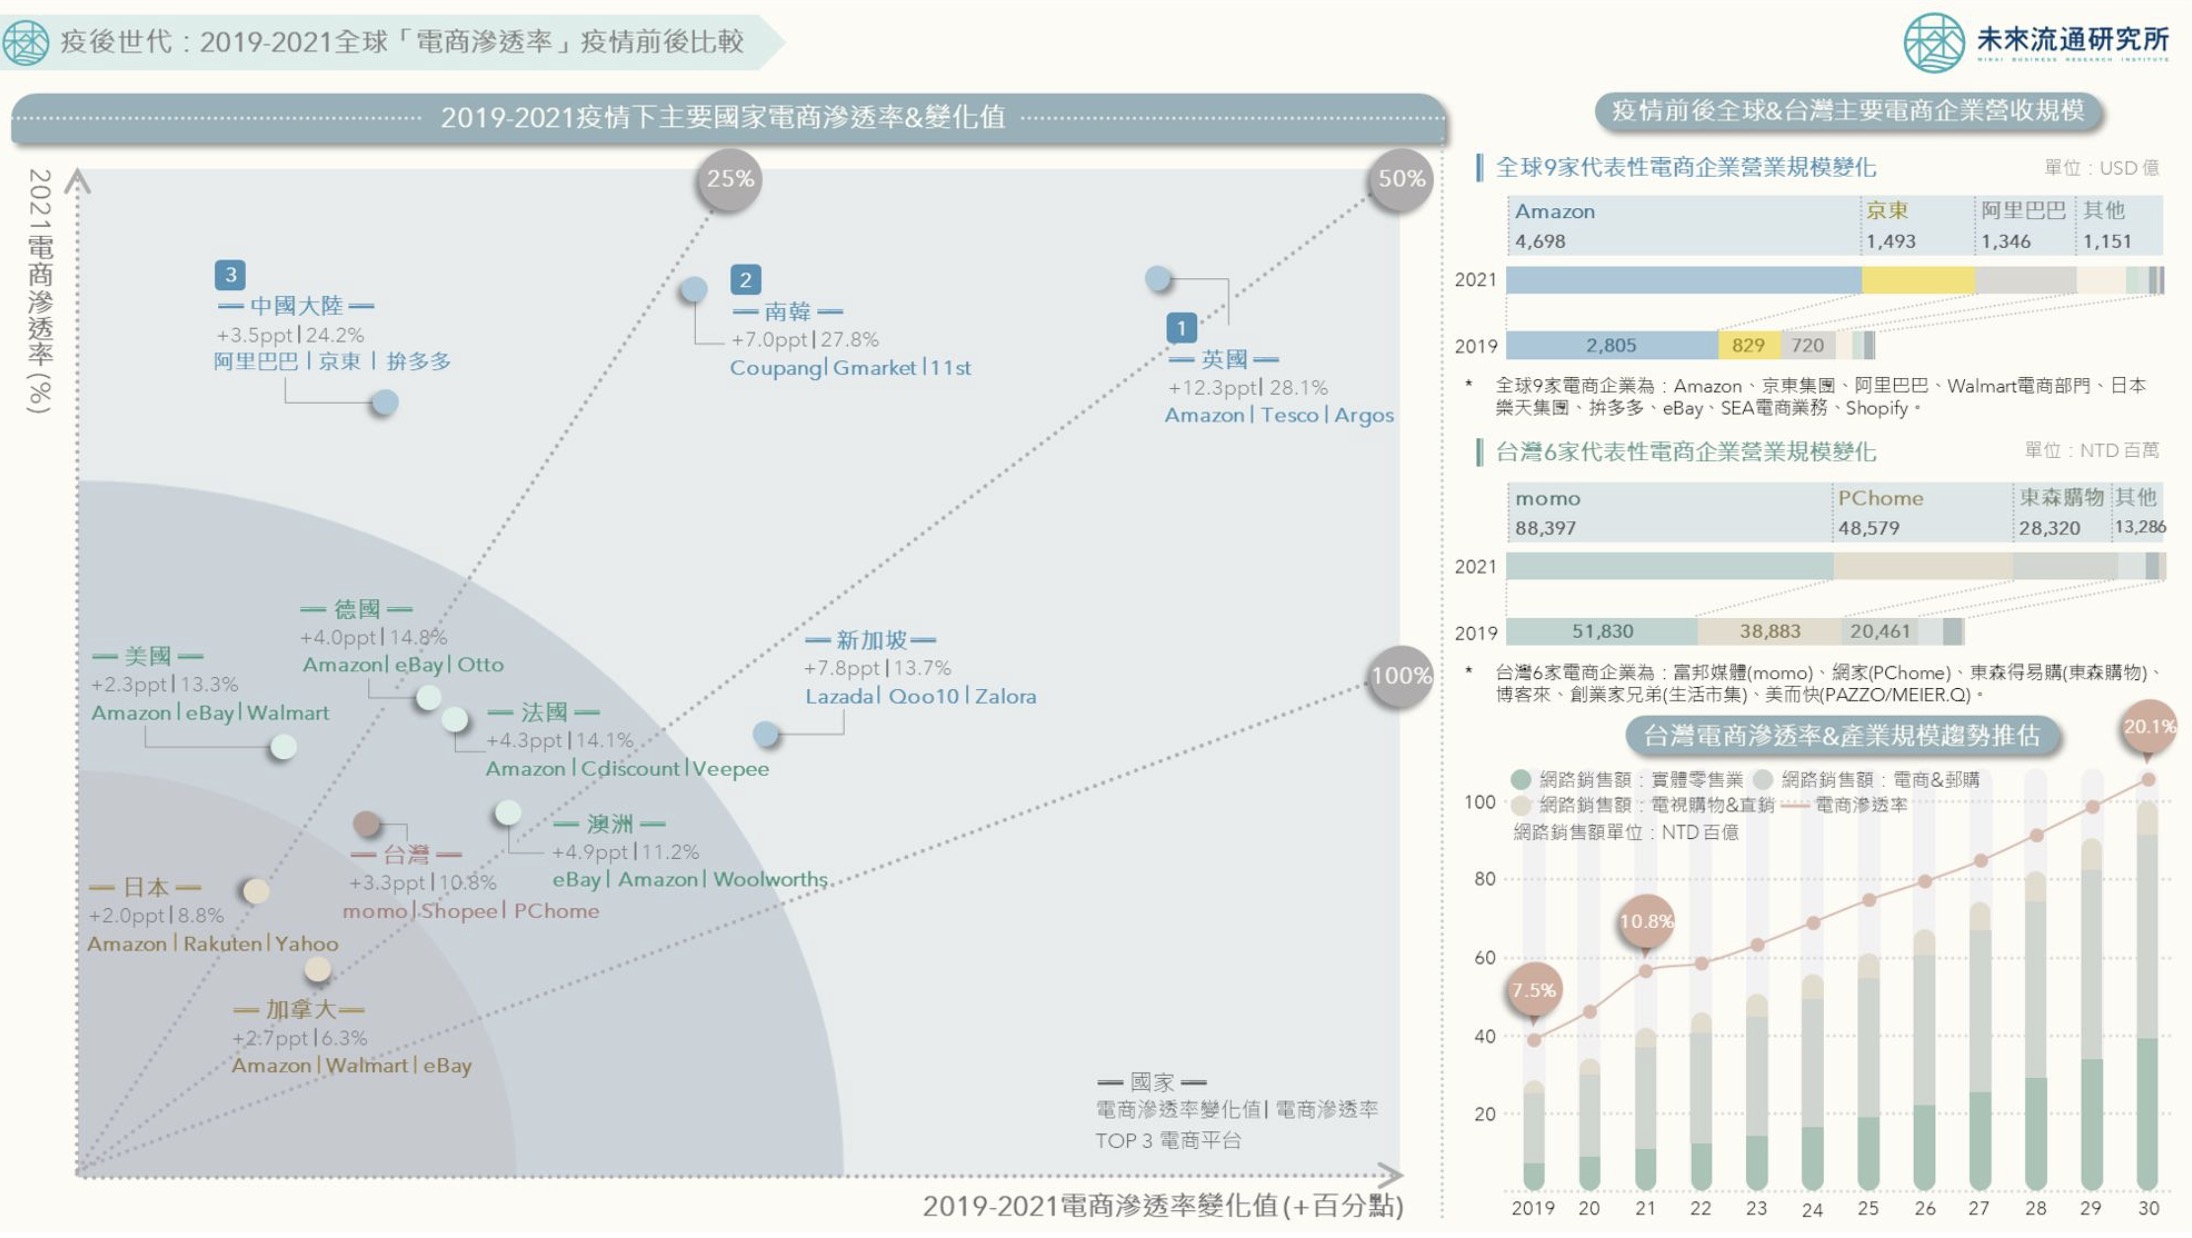 疫後世代：2019-2021全球「電商滲透率」疫情前後比較
未來流通研究所
MIRAI BUSINESS RESEARCH INSTITUTE
2019-2021疫情下主要國家電商滲透率&變化值
2021電商滲透率(%)
25%
50%
100%
3
中國大陸
+3.5ppt|24.2%
阿里巴巴|京東|拚多多
2
南韓
+7.0ppt|27.8%
Coupang|Gmarket|11st
1
英國
+12.3ppt|28.1%
Amazon|Tesco|Argos
德國
+4.0ppt|14.8%
Amazon|eBay|Otto
美國
+2.3ppt|13.3%
Amazon|eBay|Walmart
法國
+4.3ppt|14.1%
Amazon|Cdiscount|Veepee
新加坡
+7.8ppt|13.7%
Lazada|Qoo10|Zalora
澳洲
+4.9ppt|11.2%
eBay|Amazon|Woolworths
台灣
+3.3ppt|10.8%
momo|Shopee|PChome
日本
+2.0ppt|8.8%
Amazon|Rakuten|Yahoo
加拿大
+2.7ppt|6.3%
Amazon|Walmart|eBay
國家
電商滲透率變化值|電商滲透率
TOP 3 電商平台
2019-2021電商滲透率變化值(+百分點)
疫情前後全球&台灣主要電商企業營收規模
全球9家代表性電商企業營業規模變化 單位：USD 億
Amazon 京東 阿里巴巴 其他
4,698 1,493 1,346 1,151
2021
2019 2,805 829 720
* 全球9家電商企業為：Amazon、京東集團、阿里巴巴、Walmart電商部門、日本
樂天集團、拚多多、eBay、SEA電商業務、Shopify。
台灣6家代表性電商企業營業規模變化 單位：NTD 百萬
momo PChome 東森購物 其他
88,397 48,579 28,320 13,286
2021
2019 51,830 38,883 20,461
* 台灣6家電商企業為：富邦媒體(momo)、網家(PChome)、東森得易購(東森購物)、
博客來、創業家兄弟(生活市集)、美而快(PAZZO/MEIER.Q)。
台灣電商滲透率&產業規模趨勢推估
網路銷售額：實體零售業 網路銷售額：電商&郵購
網路銷售額：電視購物&直銷 電商滲透率
網路銷售額單位：NTD 百億
20.1%
10.8%
7.5%
100
80
60
40
20
2019 20 21 22 23 24 25 26 27 28 29 30